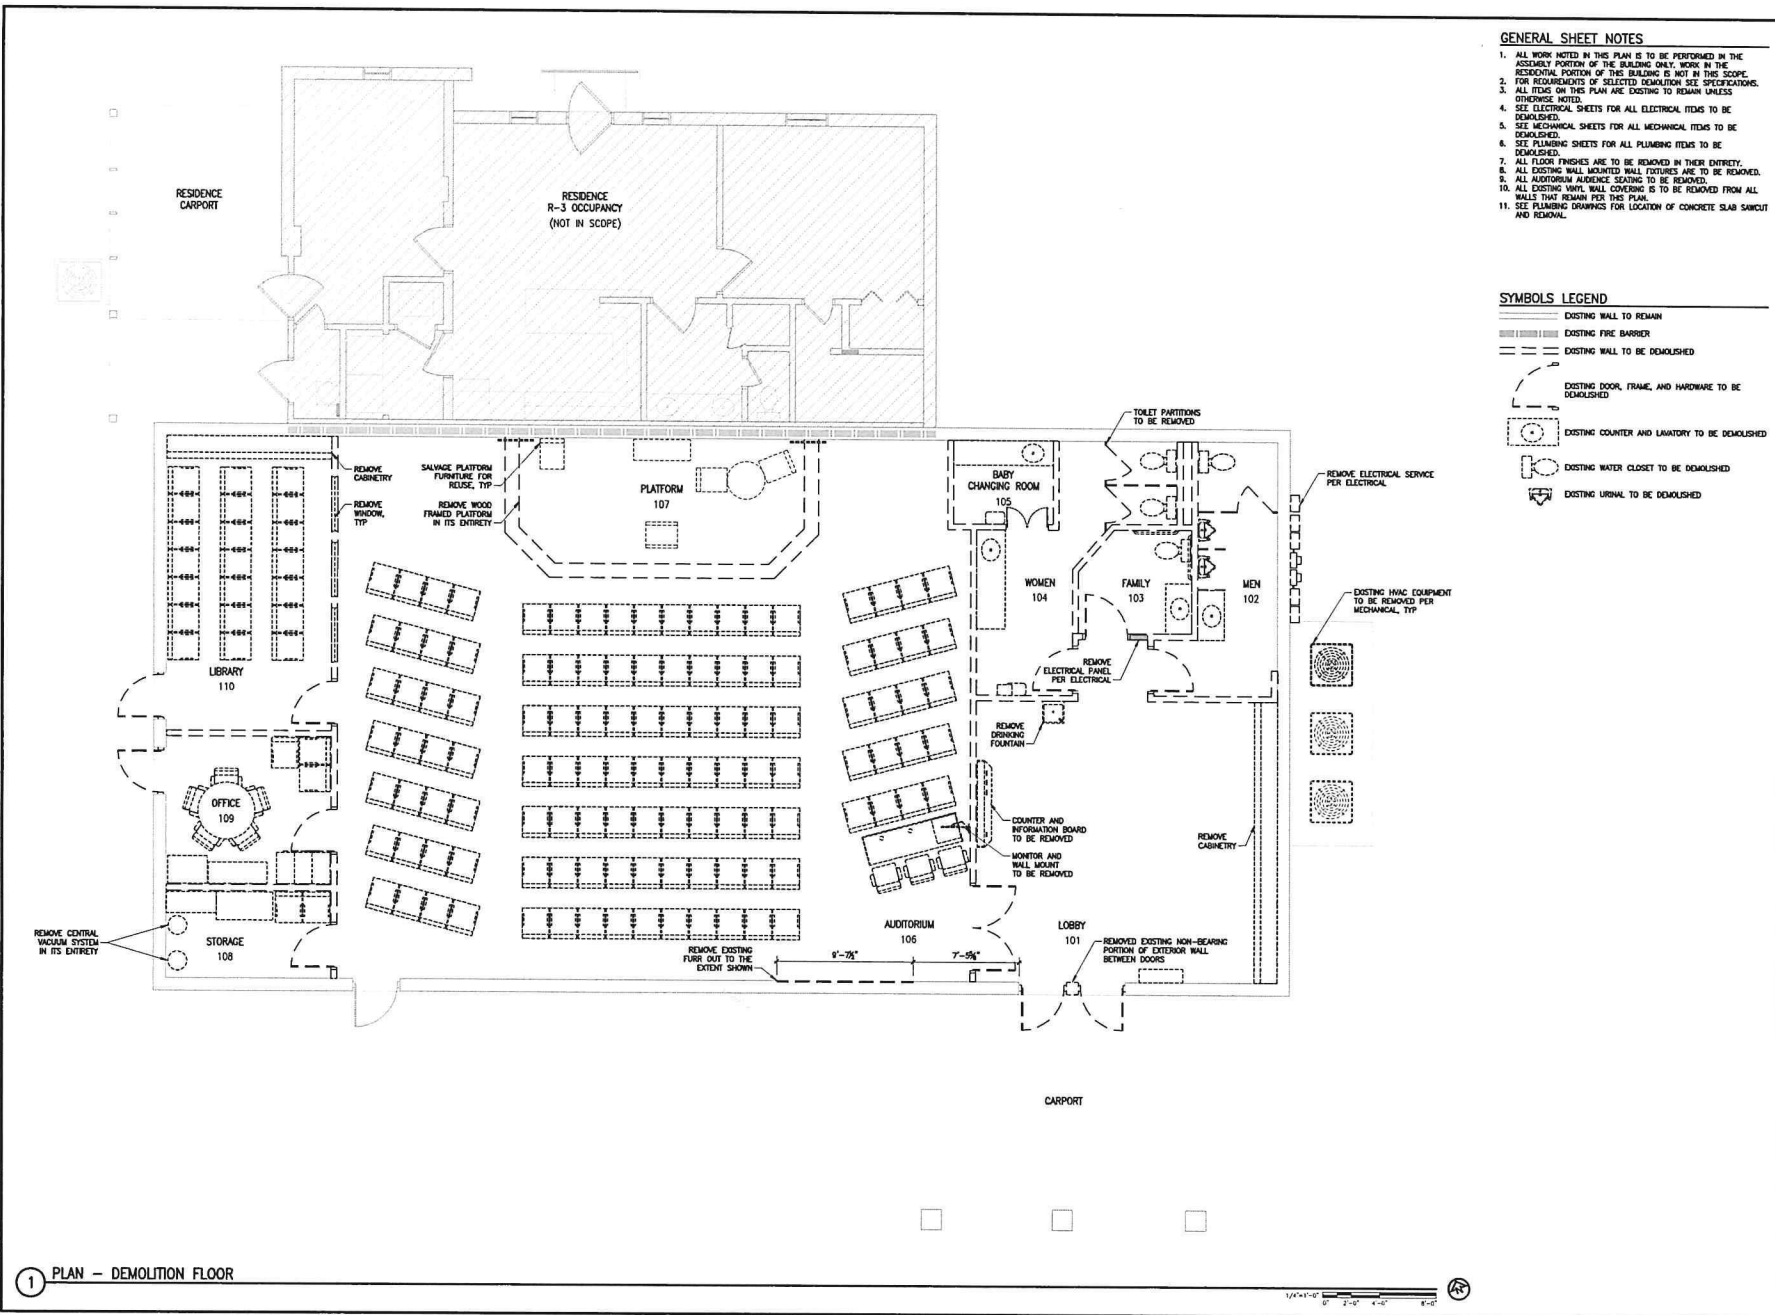 GENERAL SHEET NOTES
1. ALL WORK NOTED IN THIS PLAN IS TO BE PERFORMED IN THE
ASSEMBLY PORTION OF THE BUILDING ONLY. WORK IN THE
RESIDENTIAL PORTION OF THIS BUILDING IS NOT IN THIS SCOPE.
2. FOR REQUIREMENTS OF SELECTED DEMOLITION SEE SPECIFICATIONS.
3. ALL ITEMS ON THIS PLAN ARE EXISTING TO REMAIN UNLESS
OTHERWISE NOTED.
4. SEE ELECTRICAL SHEETS FOR ALL ELECTRICAL ITEMS TO BE
DEMOLISHED.
5. SEE MECHANICAL SHEETS FOR ALL MECHANICAL ITEMS TO BE
DEMOLISHED.
6. SEE PLUMBING SHEETS FOR ALL PLUMBING ITEMS TO BE
DEMOLISHED.
7. ALL FLOOR FINISHES ARE TO BE REMOVED IN THEIR ENTIRETY.
8. ALL EXISTING WALL MOUNTED WALL FIXTURES ARE TO BE REMOVED.
9. ALL AUDITORIUM AUDIENCE SEATING TO BE REMOVED.
10. ALL EXISTING VINYL WALL COVERING IS TO BE REMOVED FROM ALL
WALLS THAT REMAIN PER THIS PLAN.
11. SEE PLUMBING DRAWINGS FOR LOCATION OF CONCRETE SLAB SAWCUT
AND REMOVAL.
SYMBOLS LEGEND
EXISTING WALL TO REMAIN
EXISTING FIRE BARRIER
EXISTING WALL TO BE DEMOLISHED
EXISTING DOOR, FRAME, AND HARDWARE TO BE
DEMOLISHED
EXISTING COUNTER AND LAVATORY TO BE DEMOLISHED
EXISTING WATER CLOSET TO BE DEMOLISHED
EXISTING URINAL TO BE DEMOLISHED
RESIDENCE
CARPORT
RESIDENCE
R-3 OCCUPANCY
(NOT IN SCOPE)
TOILET PARTITIONS
TO BE REMOVED
REMOVE
CABINETRY
REMOVE
WINDOW,
TYP
SALVAGE PLATFORM
FURNITURE FOR
REUSE, TYP
REMOVE WOOD
FRAMED PLATFORM
IN ITS ENTIRETY
PLATFORM
107
BABY
CHANGING ROOM
105
REMOVE ELECTRICAL SERVICE
PER ELECTRICAL
WOMEN
104
FAMILY
103
MEN
102
EXISTING HVAC EQUIPMENT
TO BE REMOVED PER
MECHANICAL, TYP
LIBRARY
110
REMOVE
ELECTRICAL PANEL
PER ELECTRICAL
REMOVE
DRINKING
FOUNTAIN
OFFICE
109
COUNTER AND
INFORMATION BOARD
TO BE REMOVED
MONITOR AND
WALL MOUNT
TO BE REMOVED
REMOVE
CABINETRY
REMOVE CENTRAL
VACUUM SYSTEM
IN ITS ENTIRETY
STORAGE
108
AUDITORIUM
106
LOBBY
101
REMOVE EXISTING
FURR OUT TO THE
EXTENT SHOWN
REMOVED EXISTING NON-BEARING
PORTION OF EXTERIOR WALL
BETWEEN DOORS
CARPORT
1 PLAN – DEMOLITION FLOOR
1/4"=1'-0"
0" 2'-0" 4'-0" 8'-0"